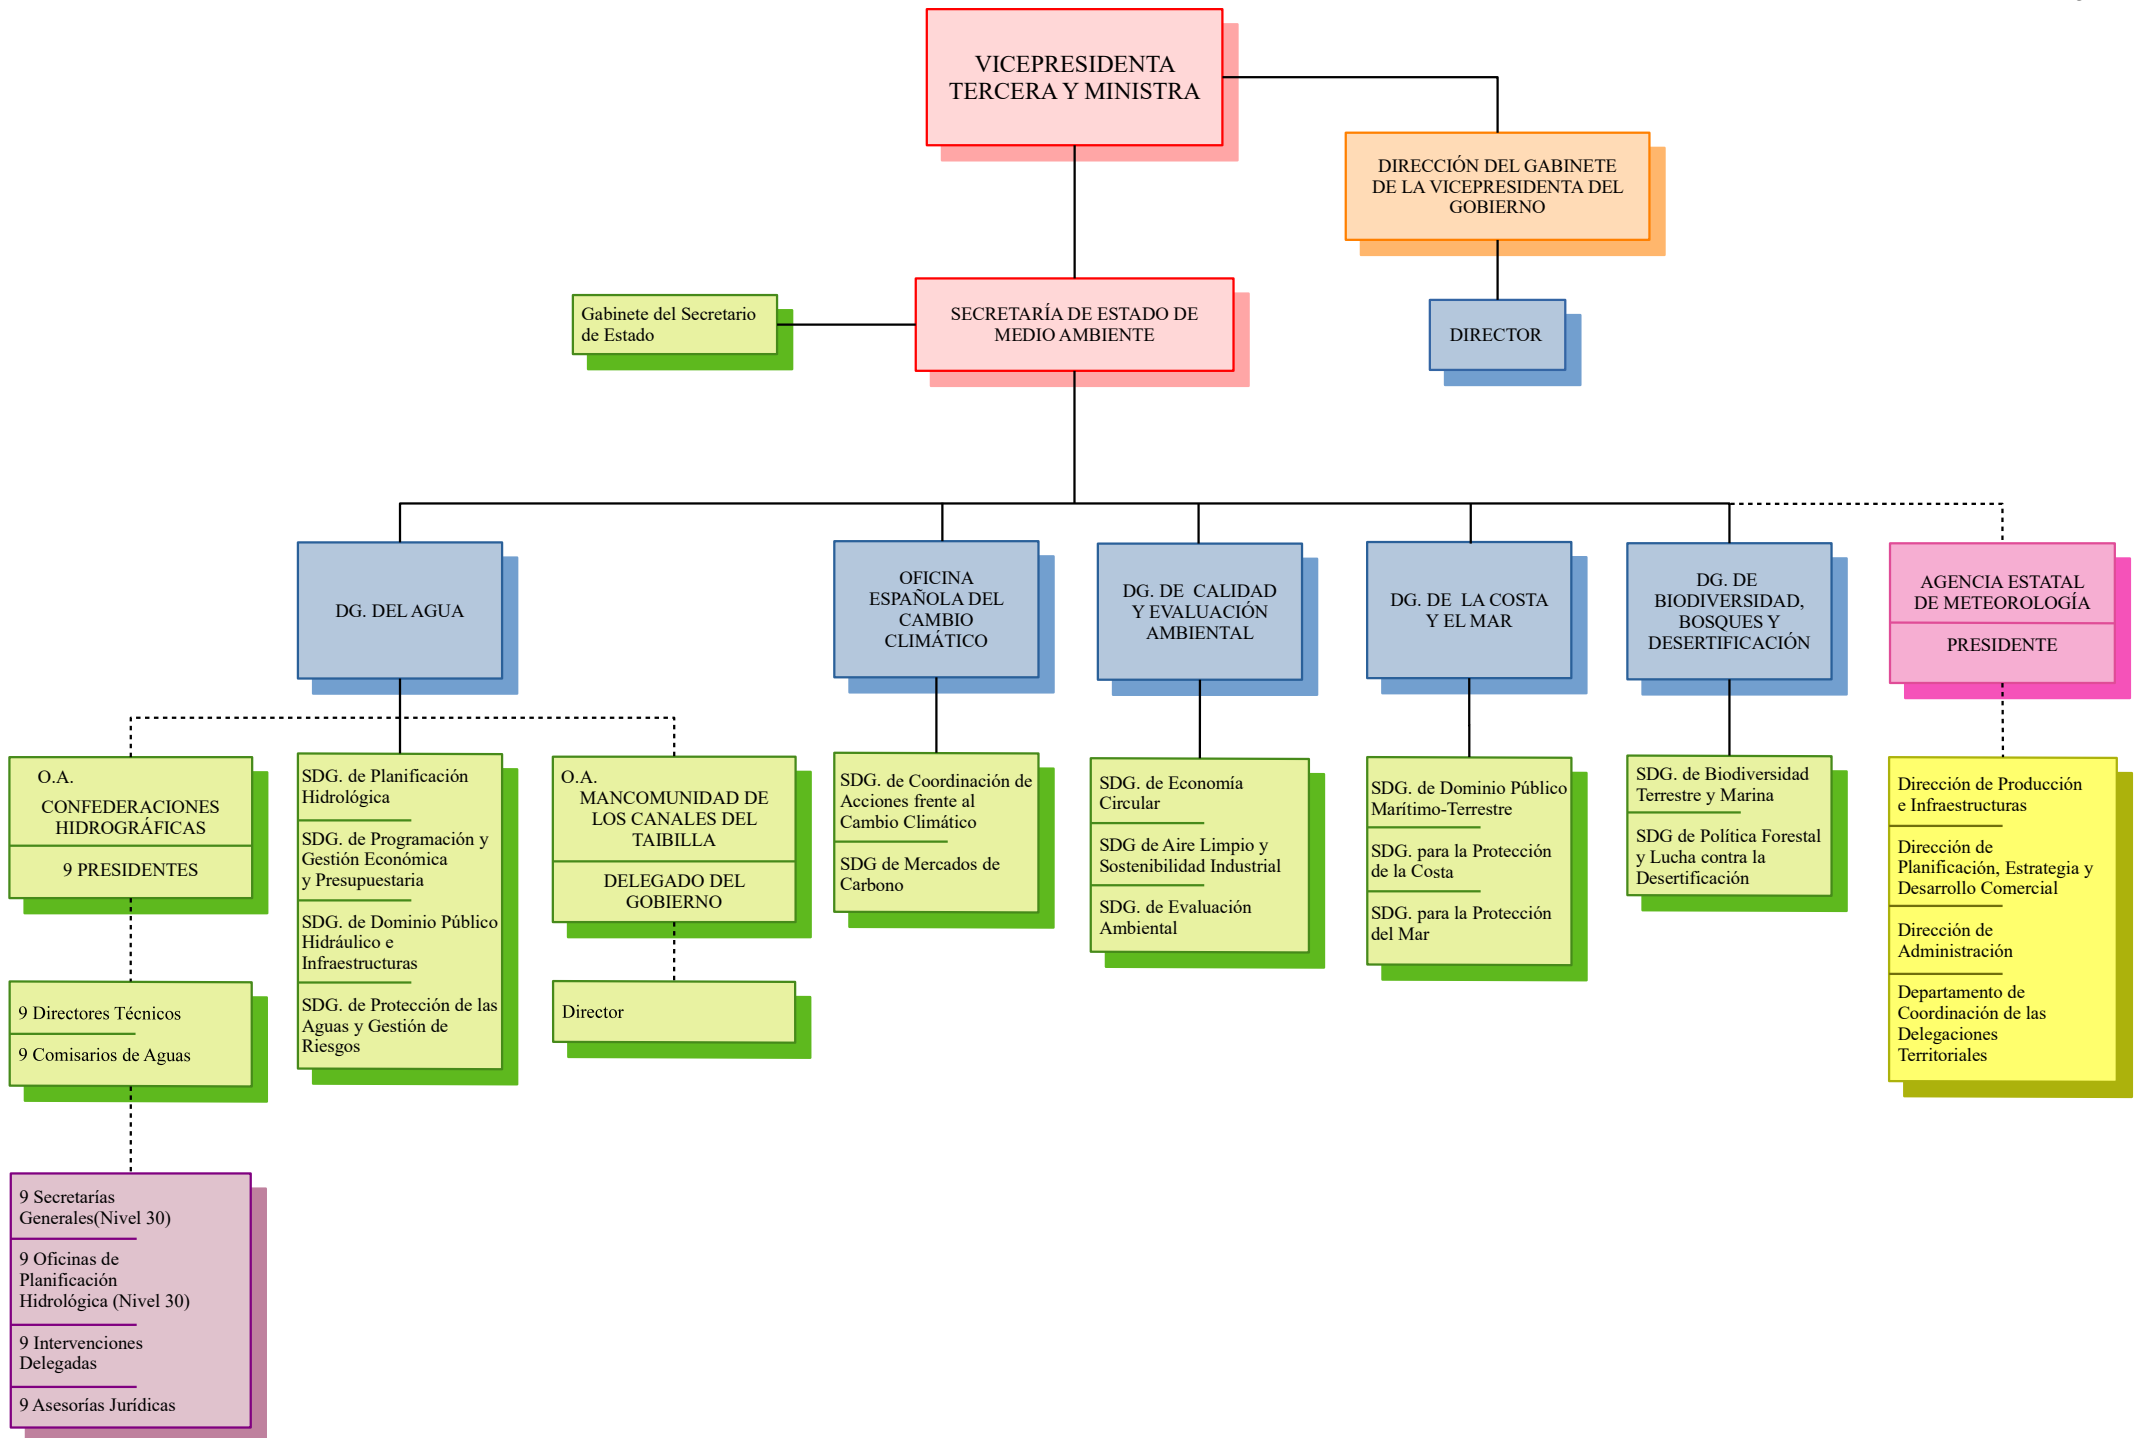 VICEPRESIDENTA
TERCERA Y MINISTRA
DIRECCIÓN DEL GABINETE
DE LA VICEPRESIDENTA DEL
GOBIERNO
DIRECTOR
Gabinete del Secretario
de Estado
SECRETARÍA DE ESTADO DE
MEDIO AMBIENTE
DG. DEL AGUA
OFICINA
ESPAÑOLA DEL
CAMBIO
CLIMÁTICO
DG. DE CALIDAD
Y EVALUACIÓN
AMBIENTAL
DG. DE LA COSTA
Y EL MAR
DG. DE
BIODIVERSIDAD,
BOSQUES Y
DESERTIFICACIÓN
AGENCIA ESTATAL
DE METEOROLOGÍA
PRESIDENTE
O.A.
CONFEDERACIONES
HIDROGRÁFICAS
9 PRESIDENTES
SDG. de Planificación
Hidrológica
SDG. de Programación y
Gestión Económica
y Presupuestaria
SDG. de Dominio Público
Hidráulico e
Infraestructuras
SDG. de Protección de las
Aguas y Gestión de
Riesgos
O.A.
MANCOMUNIDAD DE
LOS CANALES DEL
TAIBILLA
DELEGADO DEL
GOBIERNO
Director
SDG. de Coordinación de
Acciones frente al
Cambio Climático
SDG de Mercados de
Carbono
SDG. de Economía
Circular
SDG de Aire Limpio y
Sostenibilidad Industrial
SDG. de Evaluación
Ambiental
SDG. de Dominio Público
Marítimo-Terrestre
SDG. para la Protección
de la Costa
SDG. para la Protección
del Mar
SDG. de Biodiversidad
Terrestre y Marina
SDG de Política Forestal
y Lucha contra la
Desertificación
Dirección de Producción
e Infraestructuras
Dirección de
Planificación, Estrategia y
Desarrollo Comercial
Dirección de
Administración
Departamento de
Coordinación de las
Delegaciones
Territoriales
9 Directores Técnicos
9 Comisarios de Aguas
9 Secretarías
Generales(Nivel 30)
9 Oficinas de
Planificación
Hidrológica (Nivel 30)
9 Intervenciones
Delegadas
9 Asesorías Jurídicas